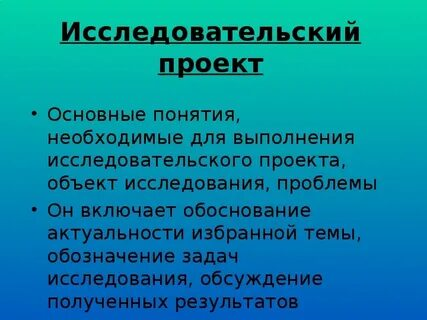 Исследовательский
проект
• Основные понятия,
необходимые для выполнения
исследовательского проекта,
объект исследования, проблемы
• Он включает обоснование
актуальности избранной темы,
обозначение задач
исследования, обсуждение
полученных результатов